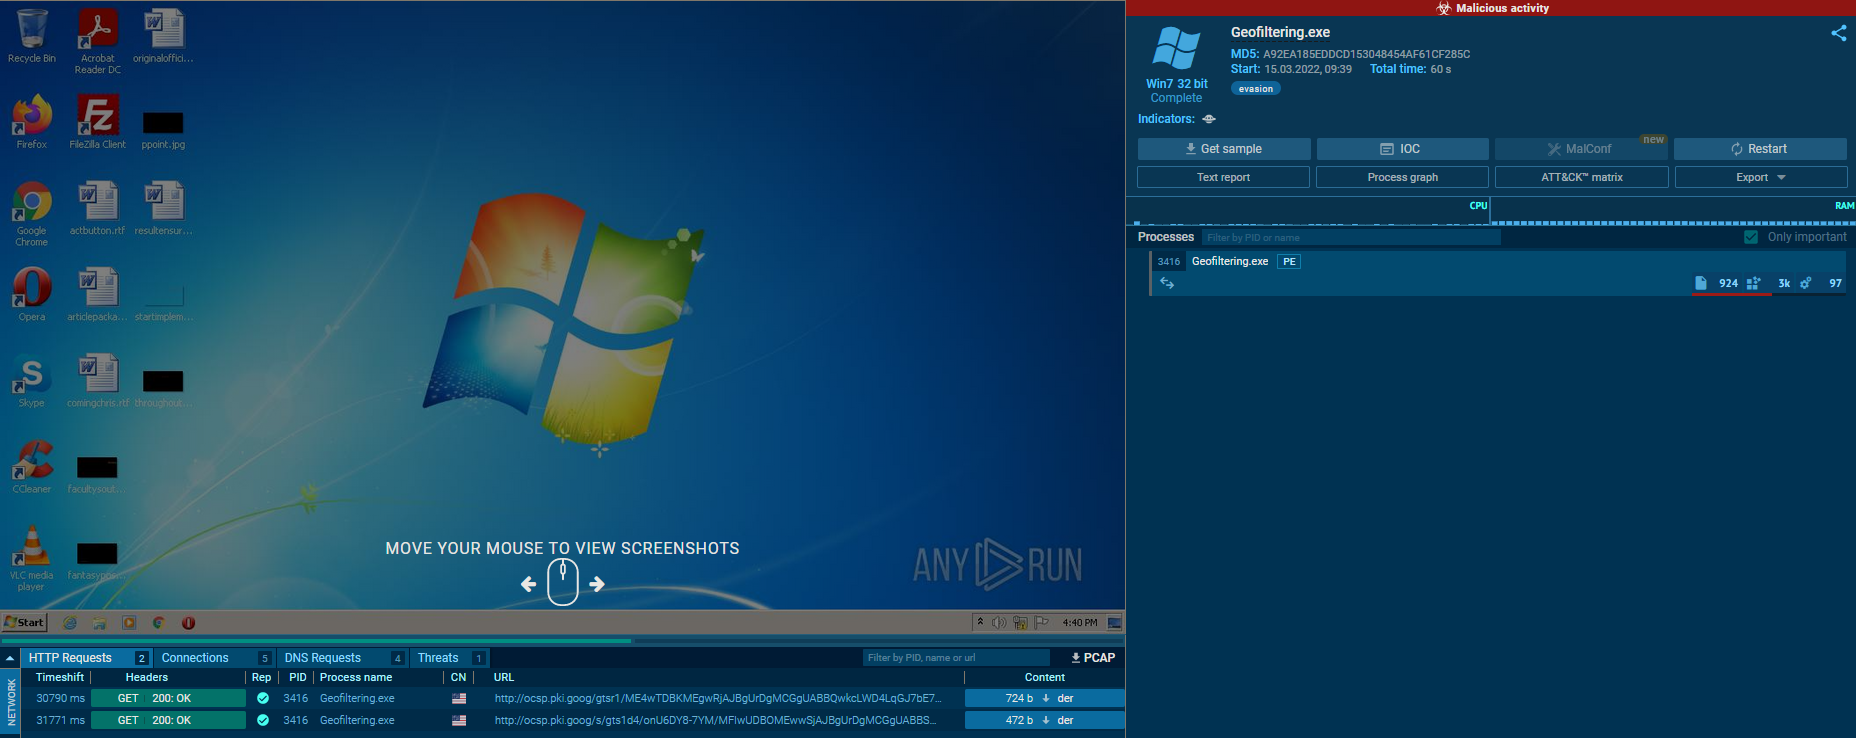 Recycle Bin
Acrobat
Reader DC
originaloffici...
Firefox
FileZilla Client
ppoint.jpg
Google
Chrome
actbutton.rtf
resultensur...
Opera
articlepacka...
startimplem...
Skype
comingchris.rtf
throughout...
CCleaner
facultysout...
VLC media
player
MOVE YOUR MOUSE TO VIEW SCREENSHOTS
ANY RUN
Start
4:40 PM
HTTP Requests 2 Connections 5 DNS Requests 4 Threats 1
Filter by PID, name or url
PCAP
NETWORK
Timeshift Headers Rep PID Process name CN URL Content
30790 ms GET 200: OK 3416 Geofiltering.exe http://ocsp.pki.goog/gtsr1/ME4wTDBKMEgwRjAJBgUrDgMCGgUABBQwkcLWD4LqGJ7bE7... 724 b der
31771 ms GET 200: OK 3416 Geofiltering.exe http://ocsp.pki.goog/s/gts1d4/onU6DY8-7YM/MFIwUDBOMEwwSjAJBgUrDgMCGgUABBS... 472 b der
Malicious activity
Geofiltering.exe
MD5: A92EA185EDDCD153048454AF61CF285C
Start: 15.03.2022, 09:39 Total time: 60 s
evasion
Win7 32 bit
Complete
Indicators:
Get sample
IOC
MalConf
new
Restart
Text report
Process graph
ATT&CK™ matrix
Export
CPU
RAM
Processes
Filter by PID or name
Only important
3416 Geofiltering.exe PE
924 3k 97